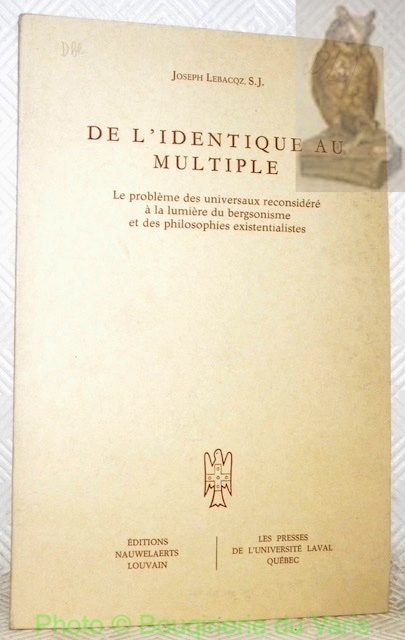 DBR
JOSEPH LEBACQZ, S.J.
DE L'IDENTIQUE AU
MULTIPLE
Le problème des universaux reconsidéré
à la lumière du bergsonisme
et des philosophies existentialistes
ÉDITIONS
NAUWELAERTS
LOUVAIN
LES PRESSES
DE L'UNIVERSITÉ LAVAL
QUÉBEC
Photo © Bouquinerie du Varis